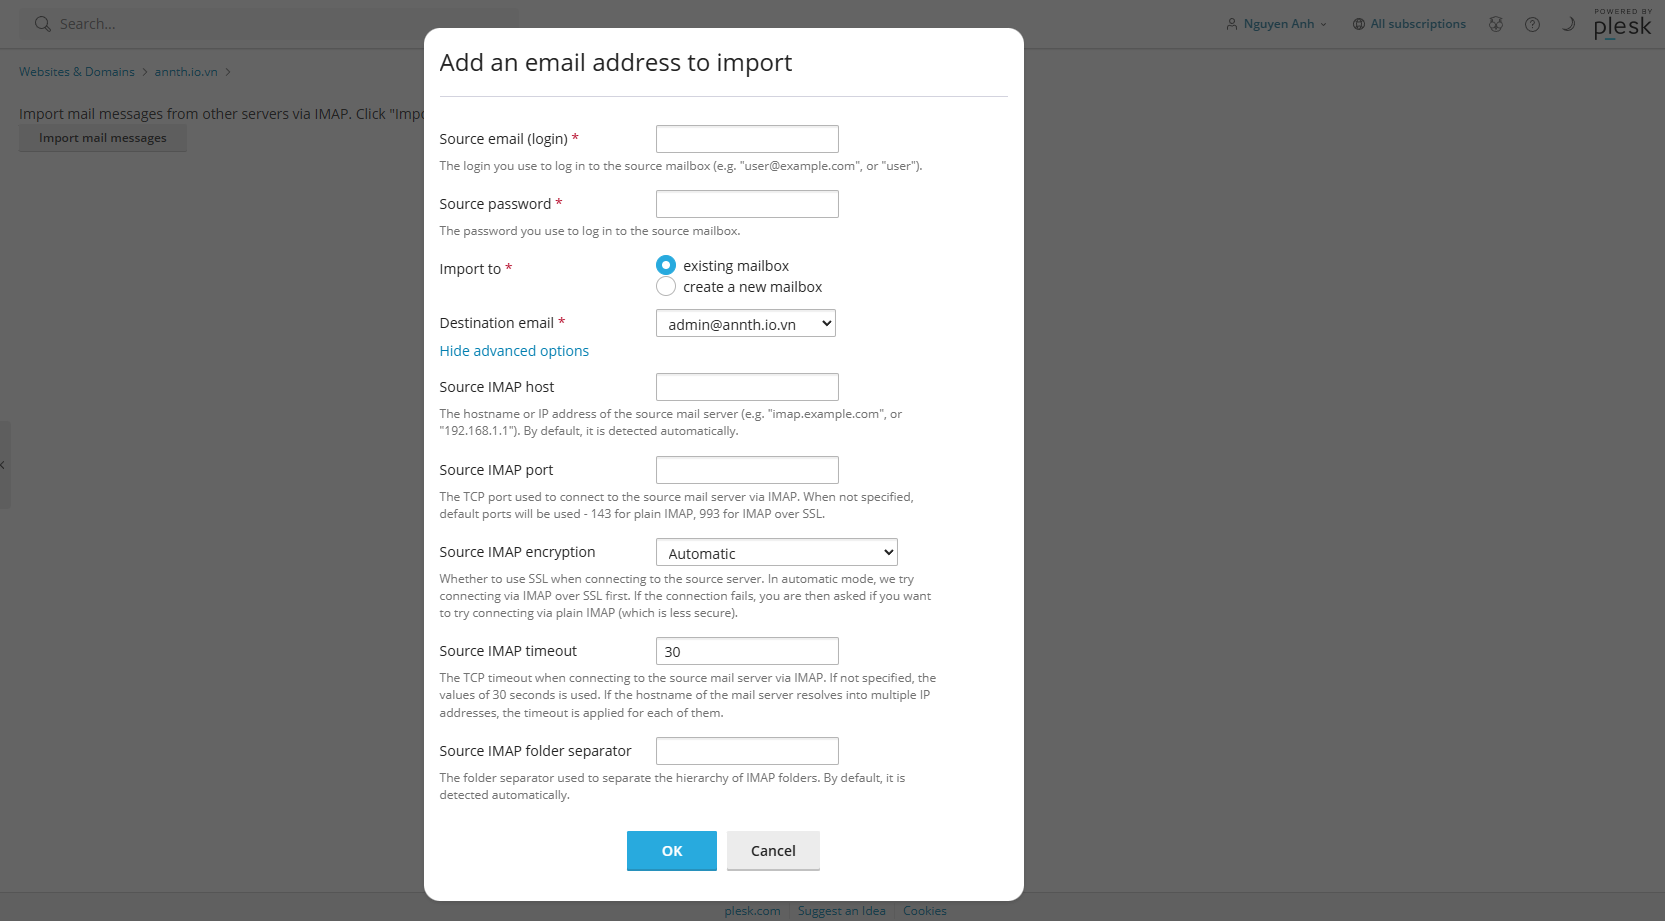 Search...
Nguyen Anh
All subscriptions
POWERED BY
plesk
Websites & Domains > annth.io.vn >
Import mail messages from other servers via IMAP. Click "Impo
Import mail messages
Add an email address to import
Source email (login) *
The login you use to log in to the source mailbox (e.g. "user@example.com", or "user").
Source password *
The password you use to log in to the source mailbox.
Import to *
existing mailbox
create a new mailbox
Destination email *
admin@annth.io.vn
Hide advanced options
Source IMAP host
The hostname or IP address of the source mail server (e.g. "imap.example.com", or
"192.168.1.1"). By default, it is detected automatically.
Source IMAP port
The TCP port used to connect to the source mail server via IMAP. When not specified,
default ports will be used - 143 for plain IMAP, 993 for IMAP over SSL.
Source IMAP encryption
Automatic
Whether to use SSL when connecting to the source server. In automatic mode, we try
connecting via IMAP over SSL first. If the connection fails, you are then asked if you want
to try connecting via plain IMAP (which is less secure).
Source IMAP timeout
30
The TCP timeout when connecting to the source mail server via IMAP. If not specified, the
values of 30 seconds is used. If the hostname of the mail server resolves into multiple IP
addresses, the timeout is applied for each of them.
Source IMAP folder separator
The folder separator used to separate the hierarchy of IMAP folders. By default, it is
detected automatically.
OK
Cancel
plesk.com
Suggest an Idea
Cookies